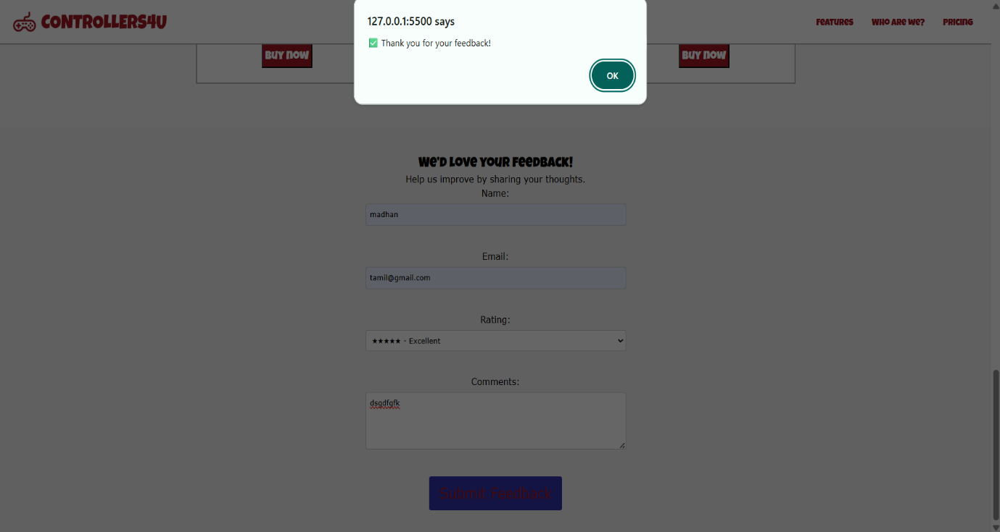 CONTROLLERS4U
Features
Who are we?
Pricing
127.0.0.1:5500 says
✅ Thank you for your feedback!
OK
Buy Now
Buy Now
We'd Love Your Feedback!
Help us improve by sharing your thoughts.
Name:
madhan
Email:
tamil@gmail.com
Rating:
★★★★★ - Excellent
Comments:
dsgdfgfk
Submit Feedback